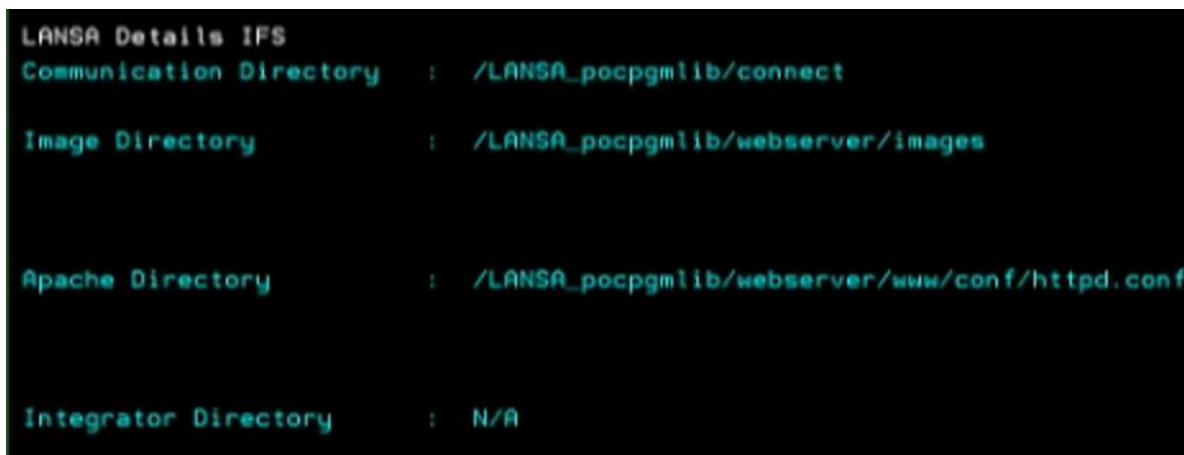 LANSA Details IFS
Communication Directory : /LANSA_pocpgmlib/connect
Image Directory : /LANSA_pocpgmlib/webserver/images
Apache Directory : /LANSA_pocpgmlib/webserver/www/conf/httpd.conf
Integrator Directory : N/A